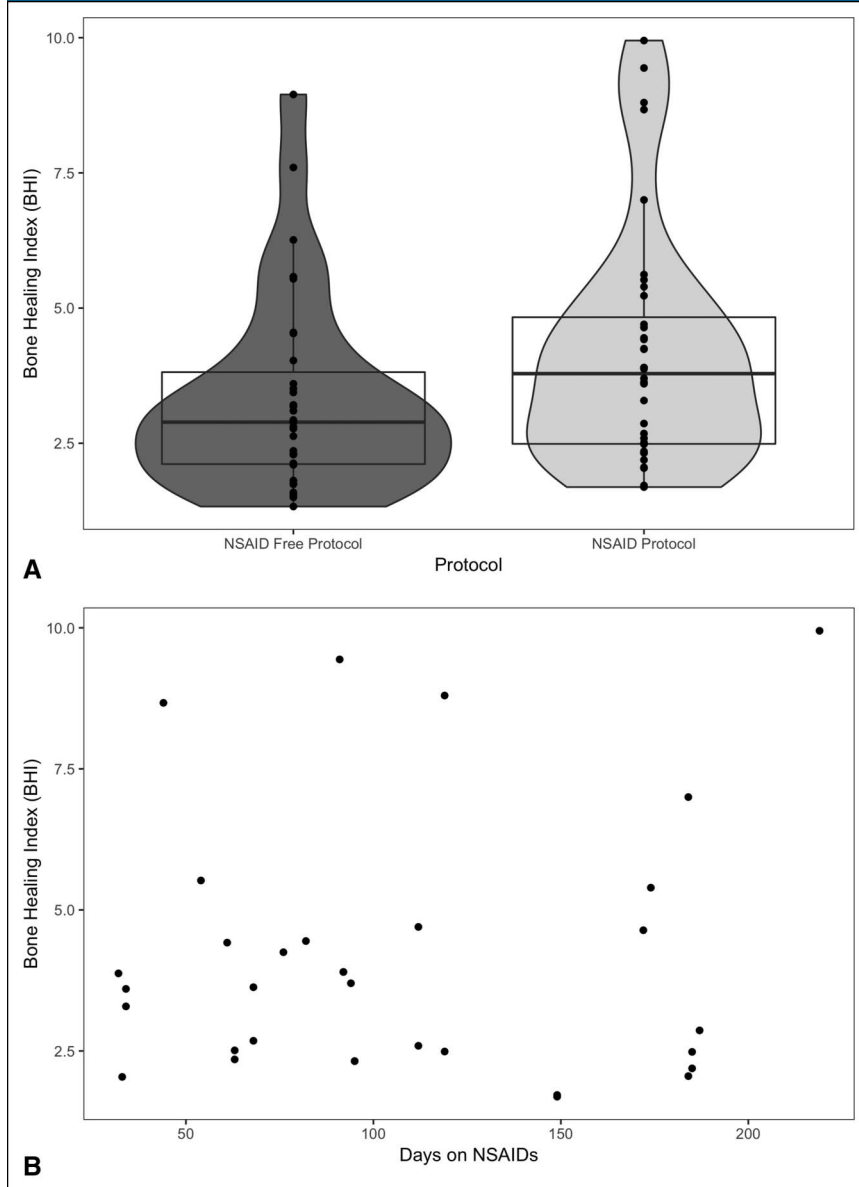 10.0
7.5
5.0
2.5
Bone Healing Index (BHI)
NSAID Free Protocol
NSAID Protocol
Protocol
A
10.0
7.5
5.0
2.5
Bone Healing Index (BHI)
50
100
150
200
Days on NSAIDs
B